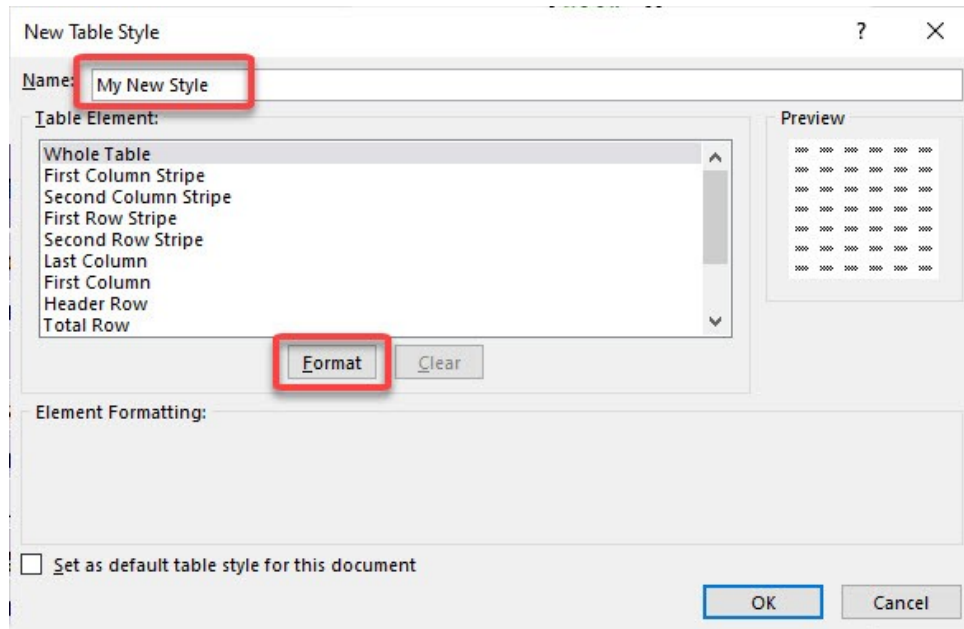 New Table Style ?
Name: My New Style
Table Element: Preview
Whole Table
First Column Stripe
Second Column Stripe
First Row Stripe
Second Row Stripe
Last Column
First Column
Header Row
Total Row
Format Clear
Element Formatting:
Set as default table style for this document
OK Cancel